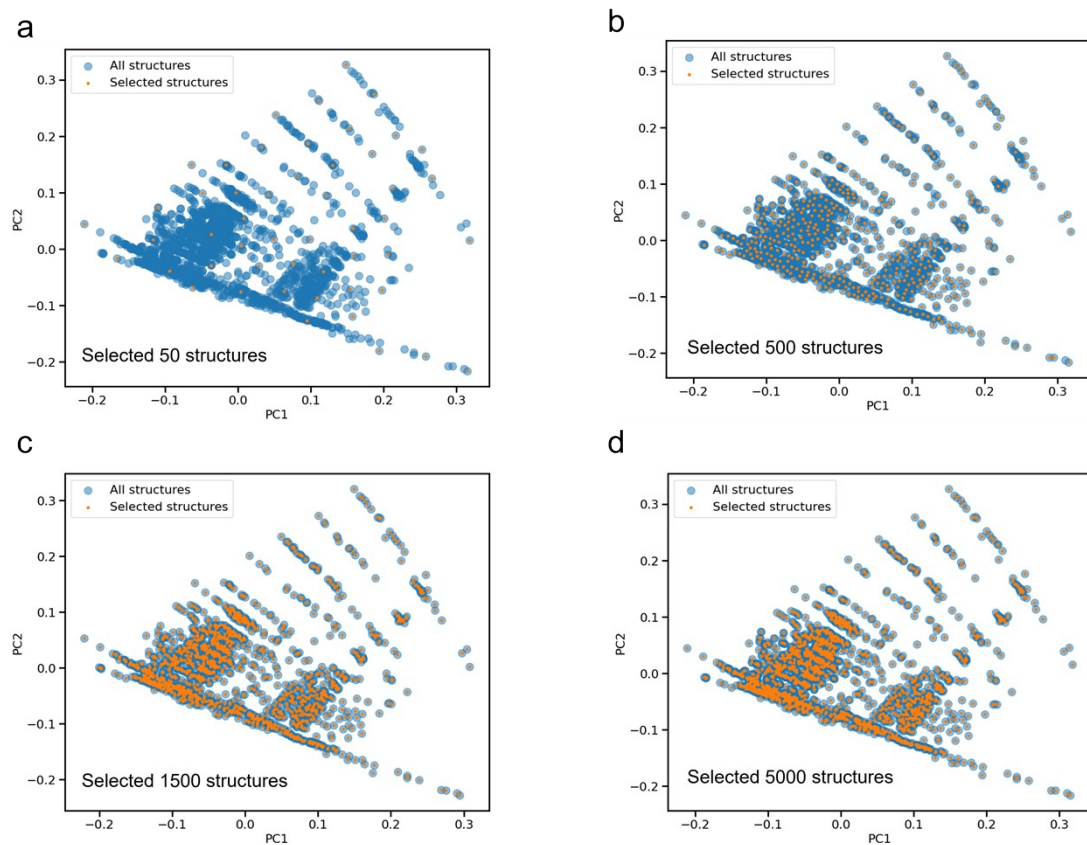 a
All structures
Selected structures
0.3
0.2
0.1
0.0
−0.1
−0.2
PC2
Selected 50 structures
−0.2 −0.1 0.0 0.1 0.2 0.3
PC1
b
All structures
Selected structures
0.3
0.2
0.1
0.0
−0.1
−0.2
PC2
Selected 500 structures
−0.2 −0.1 0.0 0.1 0.2 0.3
PC1
c
All structures
Selected structures
0.3
0.2
0.1
0.0
−0.1
−0.2
PC2
Selected 1500 structures
−0.2 −0.1 0.0 0.1 0.2 0.3
PC1
d
All structures
Selected structures
0.3
0.2
0.1
0.0
−0.1
−0.2
PC2
Selected 5000 structures
−0.2 −0.1 0.0 0.1 0.2 0.3
PC1